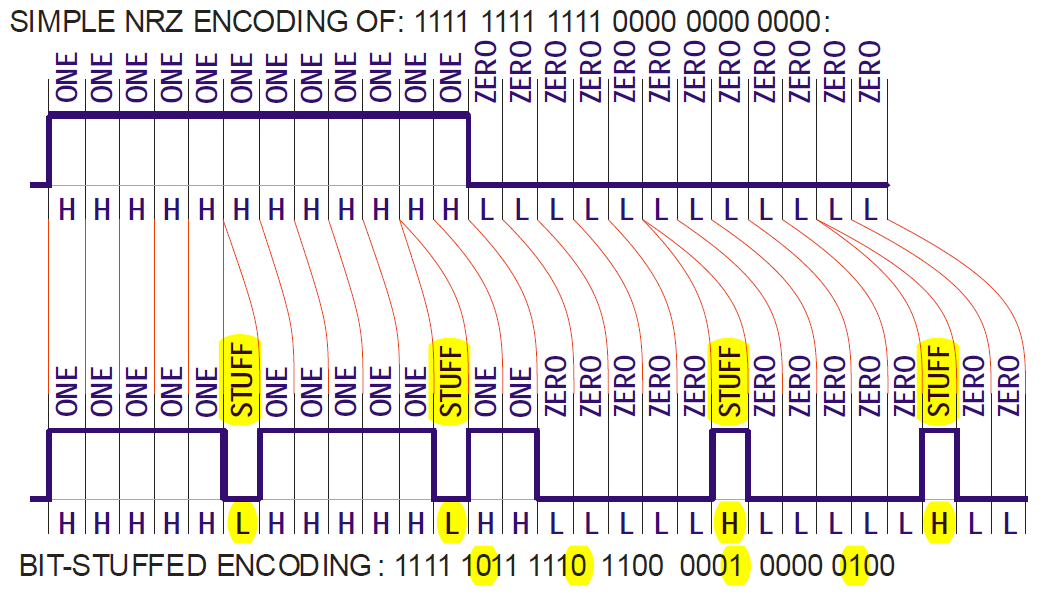 SIMPLE NRZ ENCODING OF: 1111 1111 1111 0000 0000 0000:
ONE ONE ONE ONE ONE ONE ONE ONE ONE ONE ONE ONE ZERO ZERO ZERO ZERO ZERO ZERO ZERO ZERO ZERO ZERO ZERO ZERO
H H H H H H H H H H H H L L L L L L L L L L L L
ONE ONE ONE ONE ONE STUFF ONE ONE ONE ONE ONE STUFF ONE ONE ZERO ZERO ZERO ZERO ZERO STUFF ZERO ZERO ZERO ZERO ZERO STUFF ZERO ZERO
H H H H H L H H H H H L H H L L L L L H L L L L L H L L
BIT-STUFFED ENCODING: 1111 1011 1110 1100 0001 0000 0100